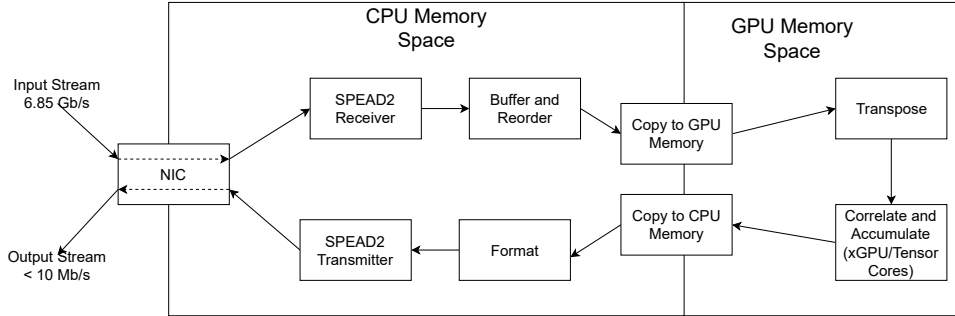 CPU Memory
Space
GPU Memory
Space
Input Stream
6.85 Gb/s
SPEAD2
Receiver
Buffer and
Reorder
Copy to GPU
Memory
Transpose
NIC
Output Stream
< 10 Mb/s
SPEAD2
Transmitter
Format
Copy to CPU
Memory
Correlate and
Accumulate
(xGPU/Tensor
Cores)